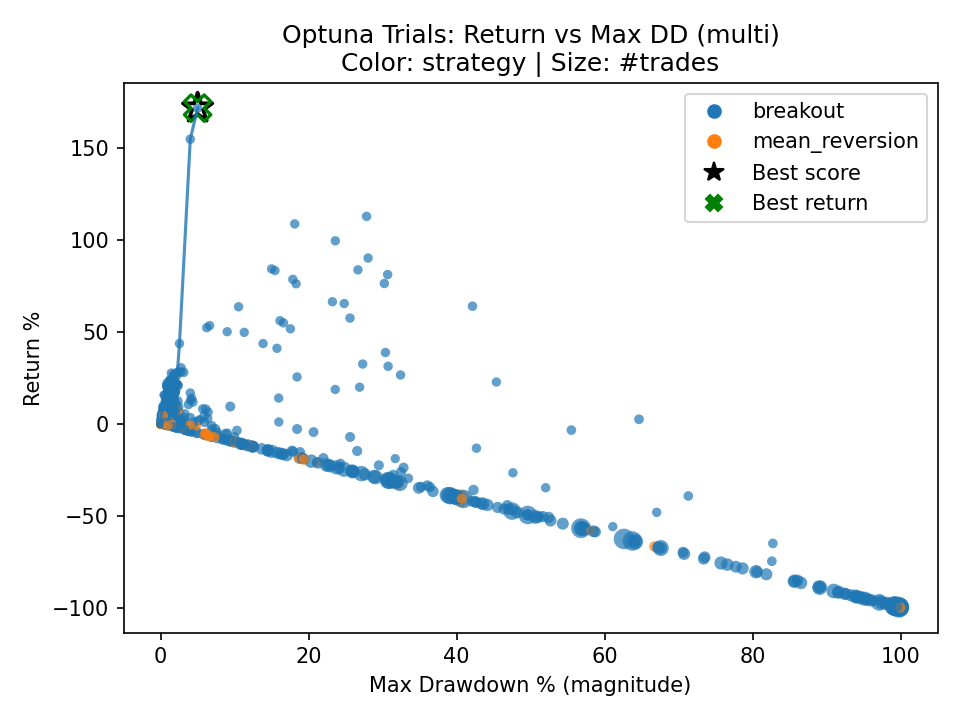 Optuna Trials: Return vs Max DD (multi)
Color: strategy | Size: #trades
breakout
mean_reversion
Best score
Best return
Return %
150
100
50
0
−50
−100
0
20
40
60
80
100
Max Drawdown % (magnitude)